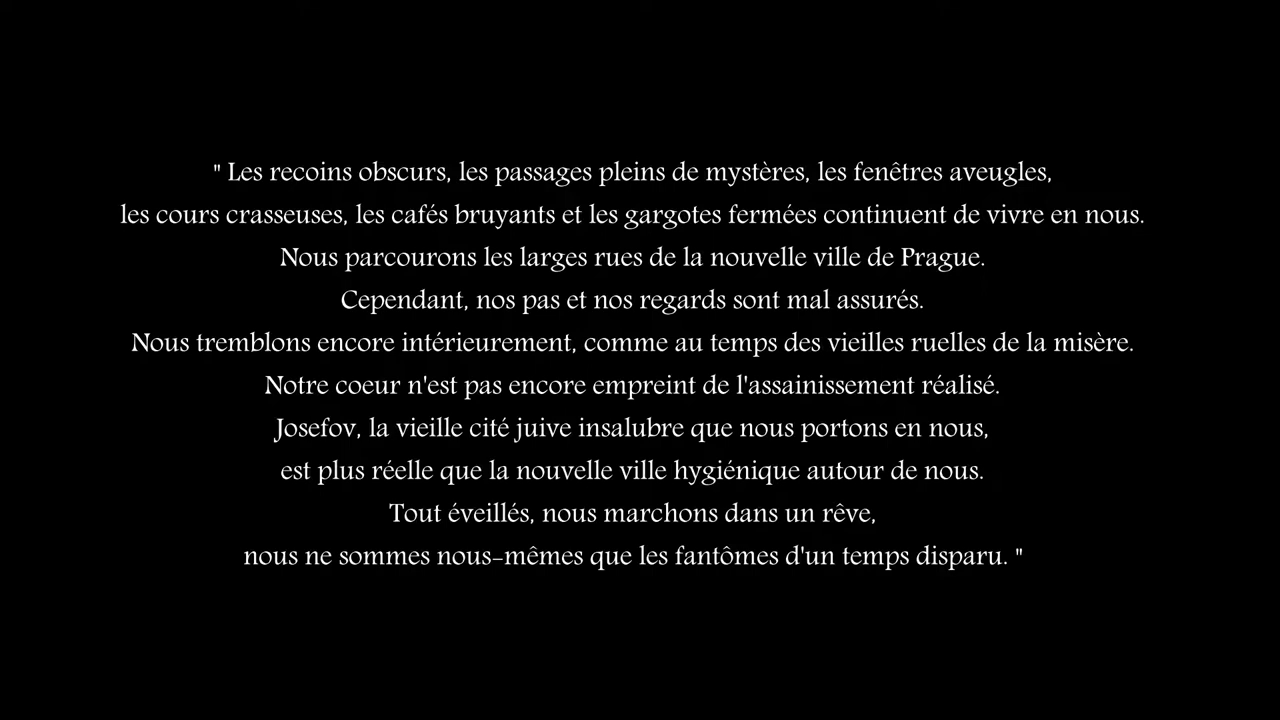 " Les recoins obscurs, les passages pleins de mystères, les fenêtres aveugles,
les cours crasseuses, les cafés bruyants et les gargotes fermées continuent de vivre en nous.
Nous parcourons les larges rues de la nouvelle ville de Prague.
Cependant, nos pas et nos regards sont mal assurés.
Nous tremblons encore intérieurement, comme au temps des vieilles ruelles de la misère.
Notre coeur n'est pas encore empreint de l'assainissement réalisé.
Josefov, la vieille cité juive insalubre que nous portons en nous,
est plus réelle que la nouvelle ville hygiénique autour de nous.
Tout éveillés, nous marchons dans un rêve,
nous ne sommes nous-mêmes que les fantômes d'un temps disparu. "